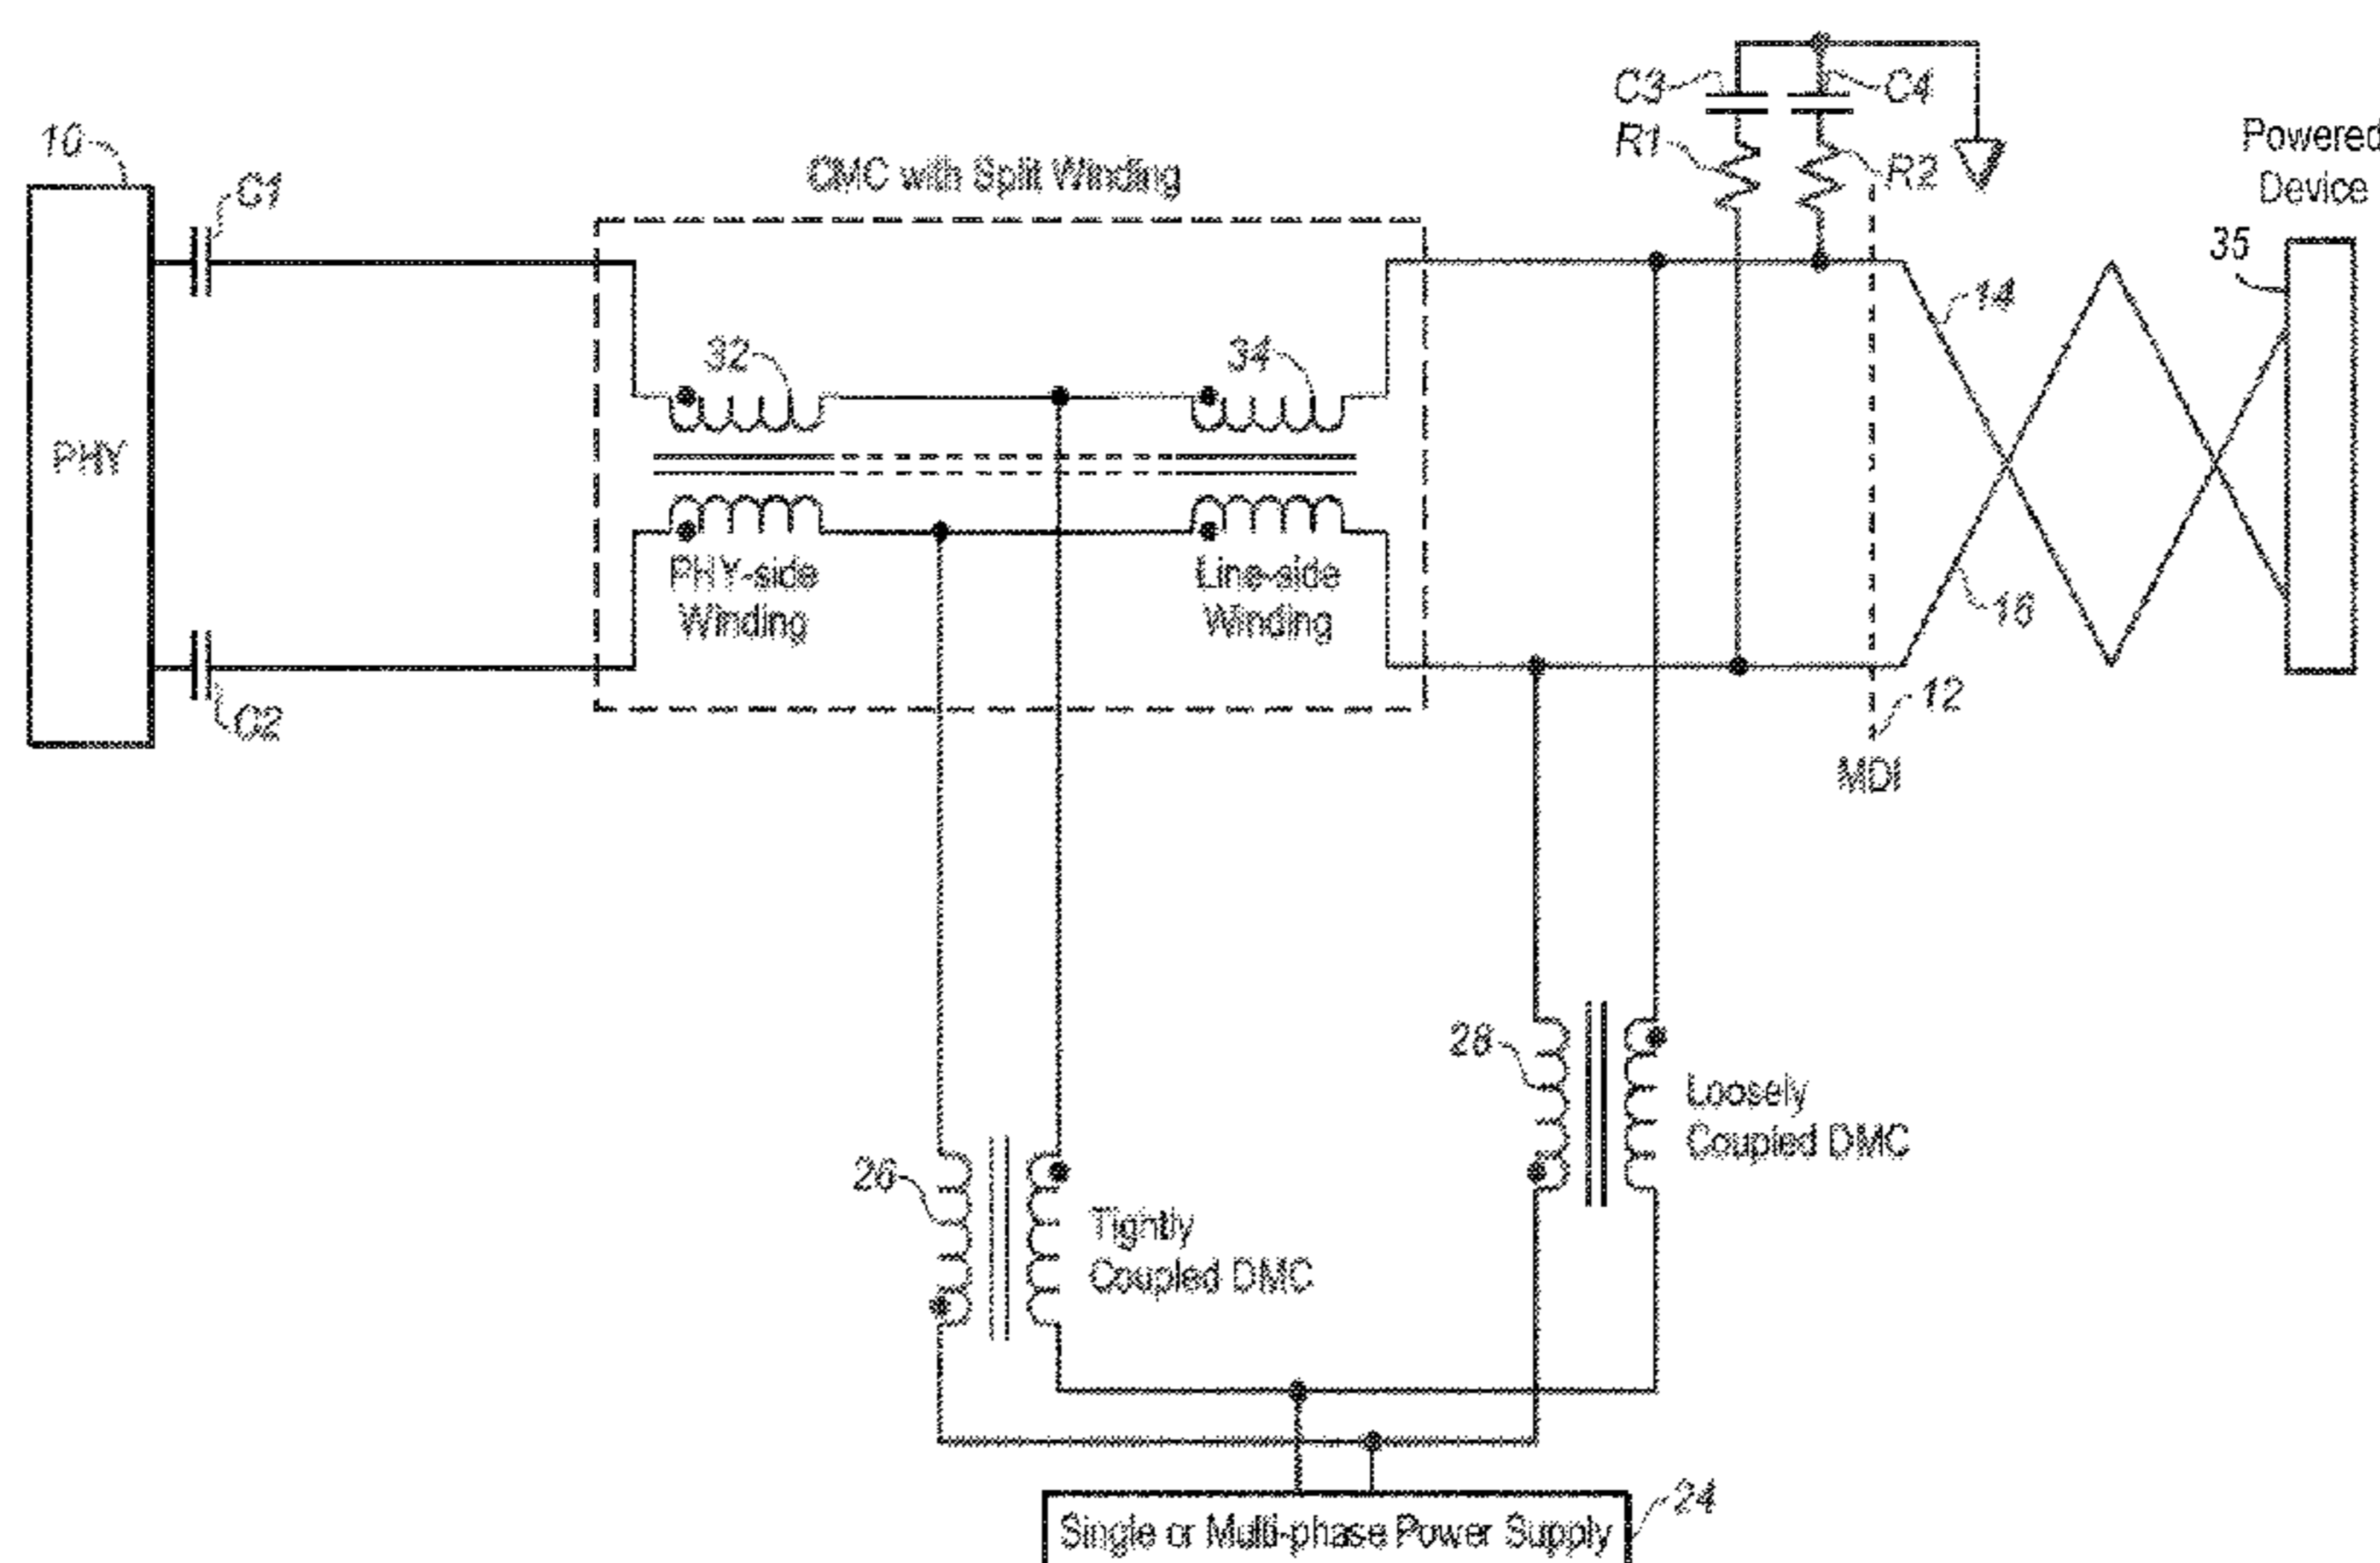 10
C1
CMC with Split Winding
C3
C4
R1
R2
Powered
Device
35
14
32
34
PHY
PHY-side
Winding
Line-side
Winding
16
C2
12
MDI
28
Loosely
Coupled DMC
26
Tightly
Coupled DMC
24
Single or Multi-phase Power Supply